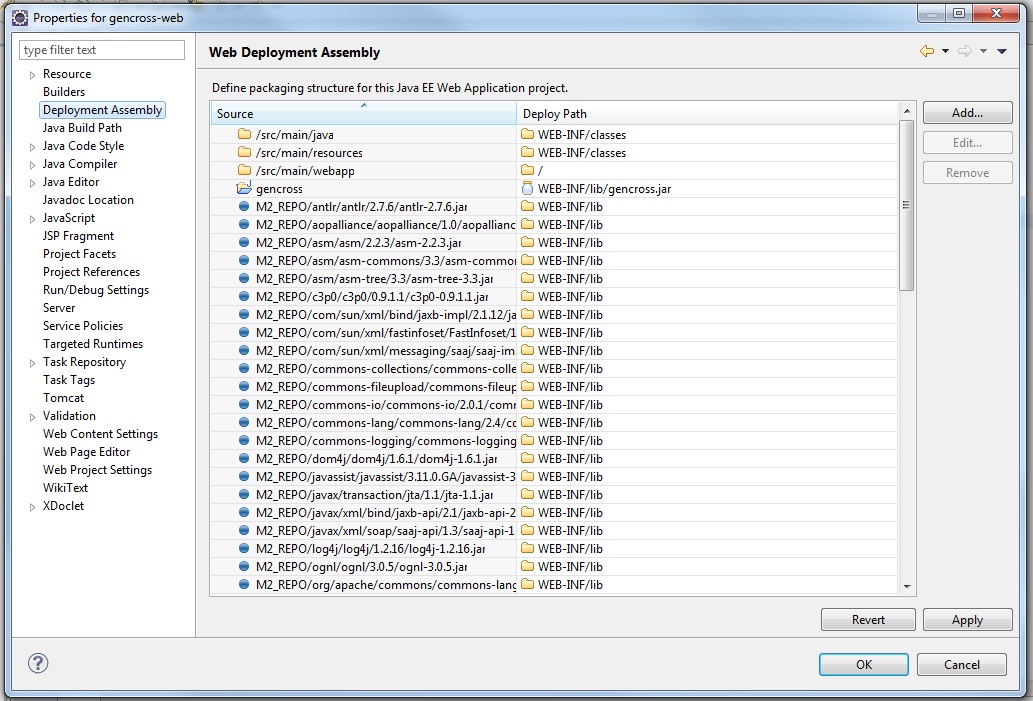 Properties for gencross-web
type filter text
Resource
Builders
Deployment Assembly
Java Build Path
Java Code Style
Java Compiler
Java Editor
Javadoc Location
JavaScript
JSP Fragment
Project Facets
Project References
Run/Debug Settings
Server
Service Policies
Targeted Runtimes
Task Repository
Task Tags
Tomcat
Validation
Web Content Settings
Web Page Editor
Web Project Settings
WikiText
XDoclet
Web Deployment Assembly
Define packaging structure for this Java EE Web Application project.
Source Deploy Path
/src/main/java WEB-INF/classes
/src/main/resources WEB-INF/classes
/src/main/webapp /
gencross WEB-INF/lib/gencross.jar
M2_REPO/antlr/antlr/2.7.6/antlr-2.7.6.jar WEB-INF/lib
M2_REPO/aopalliance/aopalliance/1.0/aopallianc WEB-INF/lib
M2_REPO/asm/asm/2.2.3/asm-2.2.3.jar WEB-INF/lib
M2_REPO/asm/asm-commons/3.3/asm-commo WEB-INF/lib
M2_REPO/asm/asm-tree/3.3/asm-tree-3.3.jar WEB-INF/lib
M2_REPO/c3p0/c3p0/0.9.1.1/c3p0-0.9.1.1.jar WEB-INF/lib
M2_REPO/com/sun/xml/bind/jaxb-impl/2.1.12/ja WEB-INF/lib
M2_REPO/com/sun/xml/fastinfoset/FastInfoset/1 WEB-INF/lib
M2_REPO/com/sun/xml/messaging/saaj/saaj-im WEB-INF/lib
M2_REPO/commons-collections/commons-colle WEB-INF/lib
M2_REPO/commons-fileupload/commons-fileup WEB-INF/lib
M2_REPO/commons-io/commons-io/2.0.1/comm WEB-INF/lib
M2_REPO/commons-lang/commons-lang/2.4/cc WEB-INF/lib
M2_REPO/commons-logging/commons-logging WEB-INF/lib
M2_REPO/dom4j/dom4j/1.6.1/dom4j-1.6.1.jar WEB-INF/lib
M2_REPO/javassist/javassist/3.11.0.GA/javassist-3 WEB-INF/lib
M2_REPO/javax/transaction/jta/1.1/jta-1.1.jar WEB-INF/lib
M2_REPO/javax/xml/bind/jaxb-api/2.1/jaxb-api-2 WEB-INF/lib
M2_REPO/javax/xml/soap/saaj-api/1.3/saaj-api-1 WEB-INF/lib
M2_REPO/log4j/log4j/1.2.16/log4j-1.2.16.jar WEB-INF/lib
M2_REPO/ognl/ognl/3.0.5/ognl-3.0.5.jar WEB-INF/lib
M2_REPO/org/apache/commons/commons-lang WEB-INF/lib
Add...
Edit...
Remove
Revert Apply
OK Cancel